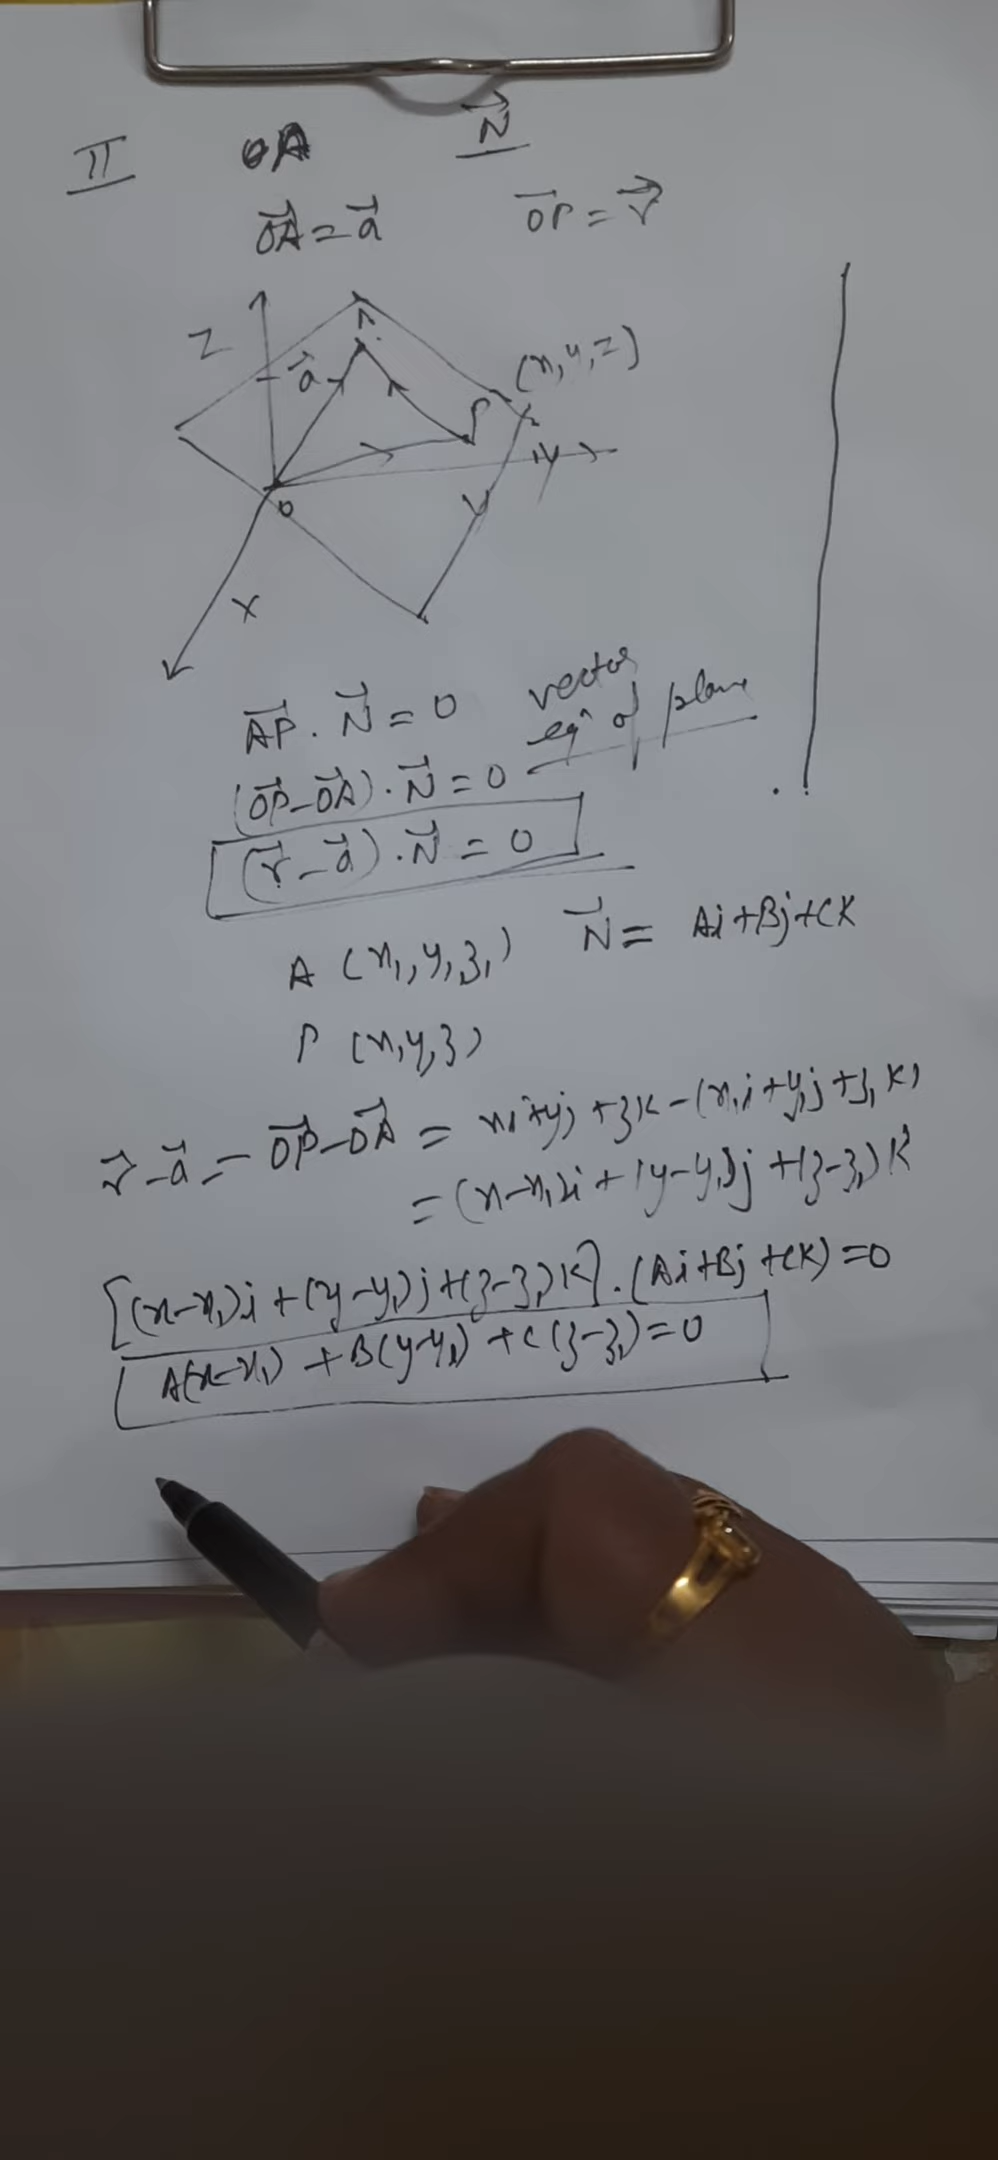 II OA N⃗
OA⃗ = a⃗ OP⃗ = r⃗
Z A
a⃗ (x, y, z)
P
Y
O
X
AP⃗ . N⃗ = 0 vector
eqn of plane
(OP⃗ - OA⃗) . N⃗ = 0
(r⃗ - a⃗) . N⃗ = 0
A (x₁, y₁, z₁) N⃗ = Ai + Bj + CK
P (x, y, z)
r⃗ - a⃗ = OP⃗ - OA⃗ = xi + yj + zK - (x₁i + y₁j + z₁K)
= (x - x₁)i + (y - y₁)j + (z - z₁)K
[(x - x₁)i + (y - y₁)j + (z - z₁)K] . (Ai + Bj + CK) = 0
A(x - x₁) + B(y - y₁) + C(z - z₁) = 0